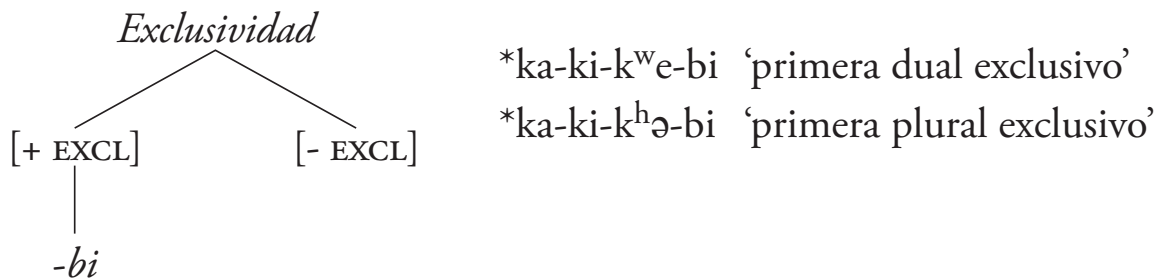 Exclusividad
*ka-ki-kʷe-bi ‘primera dual exclusivo’
*ka-ki-kʰə-bi ‘primera plural exclusivo’
[+ EXCL] [- EXCL]
-bi